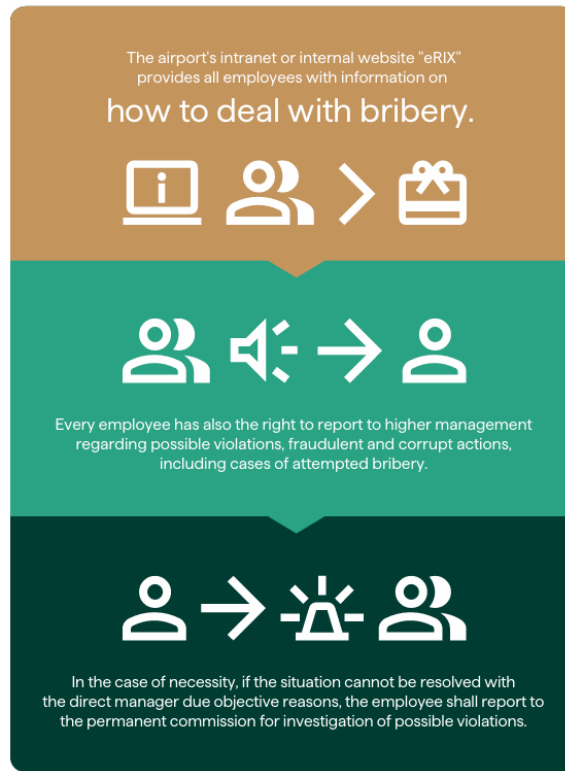 The airport's intranet or internal website "eRIX"
provides all employees with information on
how to deal with bribery.
Every employee has also the right to report to higher management
regarding possible violations, fraudulent and corrupt actions,
including cases of attempted bribery.
In the case of necessity, if the situation cannot be resolved with
the direct manager due objective reasons, the employee shall report to
the permanent commission for investigation of possible violations.